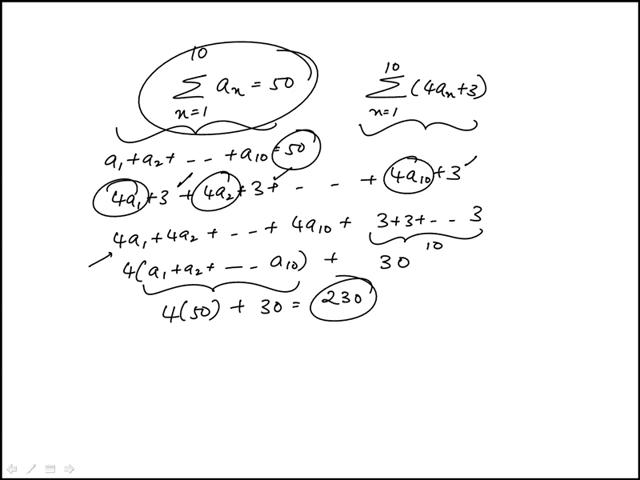 10 ∑ n=1 aₙ = 50   10 ∑ n=1 (4aₙ+3)
a₁+a₂+ -- -- +a₁₀=50
4a₁+3 + 4a₂+3+ - - - + 4a₁₀+3
4a₁+4a₂+ -- --+ 4a₁₀+ 3+3+-- 3
10
4(a₁+a₂+ —-- a₁₀) + 30
4(50) + 30 = 230